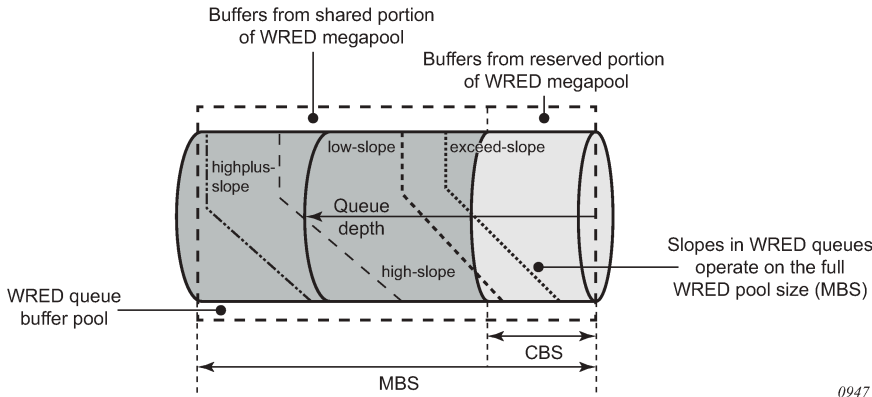 Buffers from shared portion
of WRED megapool
Buffers from reserved portion
of WRED megapool
low-slope
exceed-slope
highplus-
slope
Queue
depth
high-slope
Slopes in WRED queues
operate on the full
WRED pool size (MBS)
WRED queue
buffer pool
CBS
MBS
0947